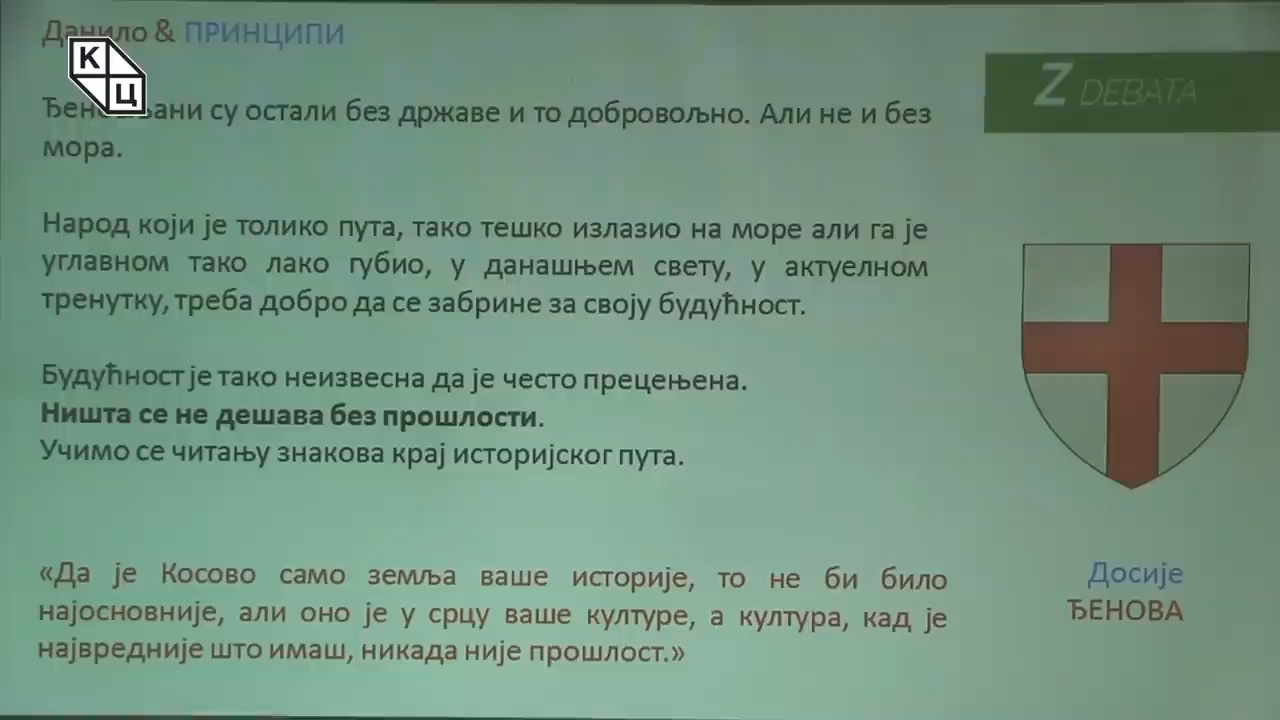 Данило & ПРИНЦИПИ
К
Ц
Z DEBATA
су остали без државе и то добровољно. Али не и без
мора.
Народ који је толико пута, тако тешко излазио на море али га је
углавном тако лако губио, у данашњем свету, у актуелном
тренутку, треба добро да се забрине за своју будућност.
Будућност је тако неизвесна да је често прецењена.
Ништа се не дешава без прошлости.
Учимо се читању знакова крај историјског пута.
«Да је Косово само земља ваше историје, то не би било
најосновније, али оно је у срцу ваше културе, а култура, кад је
највредније што имаш, никада није прошлост.»
Досије
ЂЕНОВА